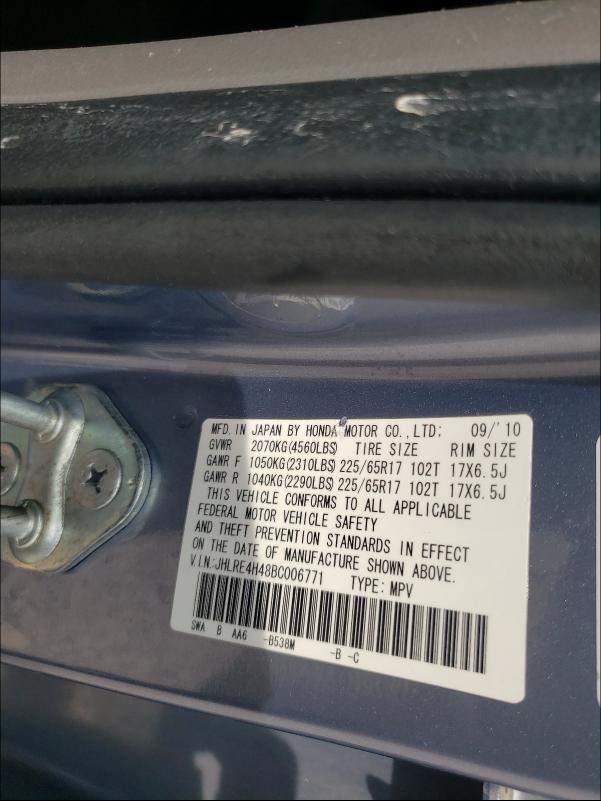 MFD. IN JAPAN BY HONDA MOTOR CO.,LTD; 09/'10
GVWR 2070KG(4560LBS) TIRE SIZE RIM SIZE
GAWR F 1050KG(2310LBS) 225/65R17 102T 17X6.5J
GAWR R 1040KG(2290LBS) 225/65R17 102T 17X6.5J
THIS VEHICLE CONFORMS TO ALL APPLICABLE
FEDERAL MOTOR VEHICLE SAFETY
AND THEFT PREVENTION STANDARDS IN EFFECT
ON THE DATE OF MANUFACTURE SHOWN ABOVE.
V.I.N:JHLRE4H48BC006771 TYPE: MPV
SWA B AA6 -B538M -B -C